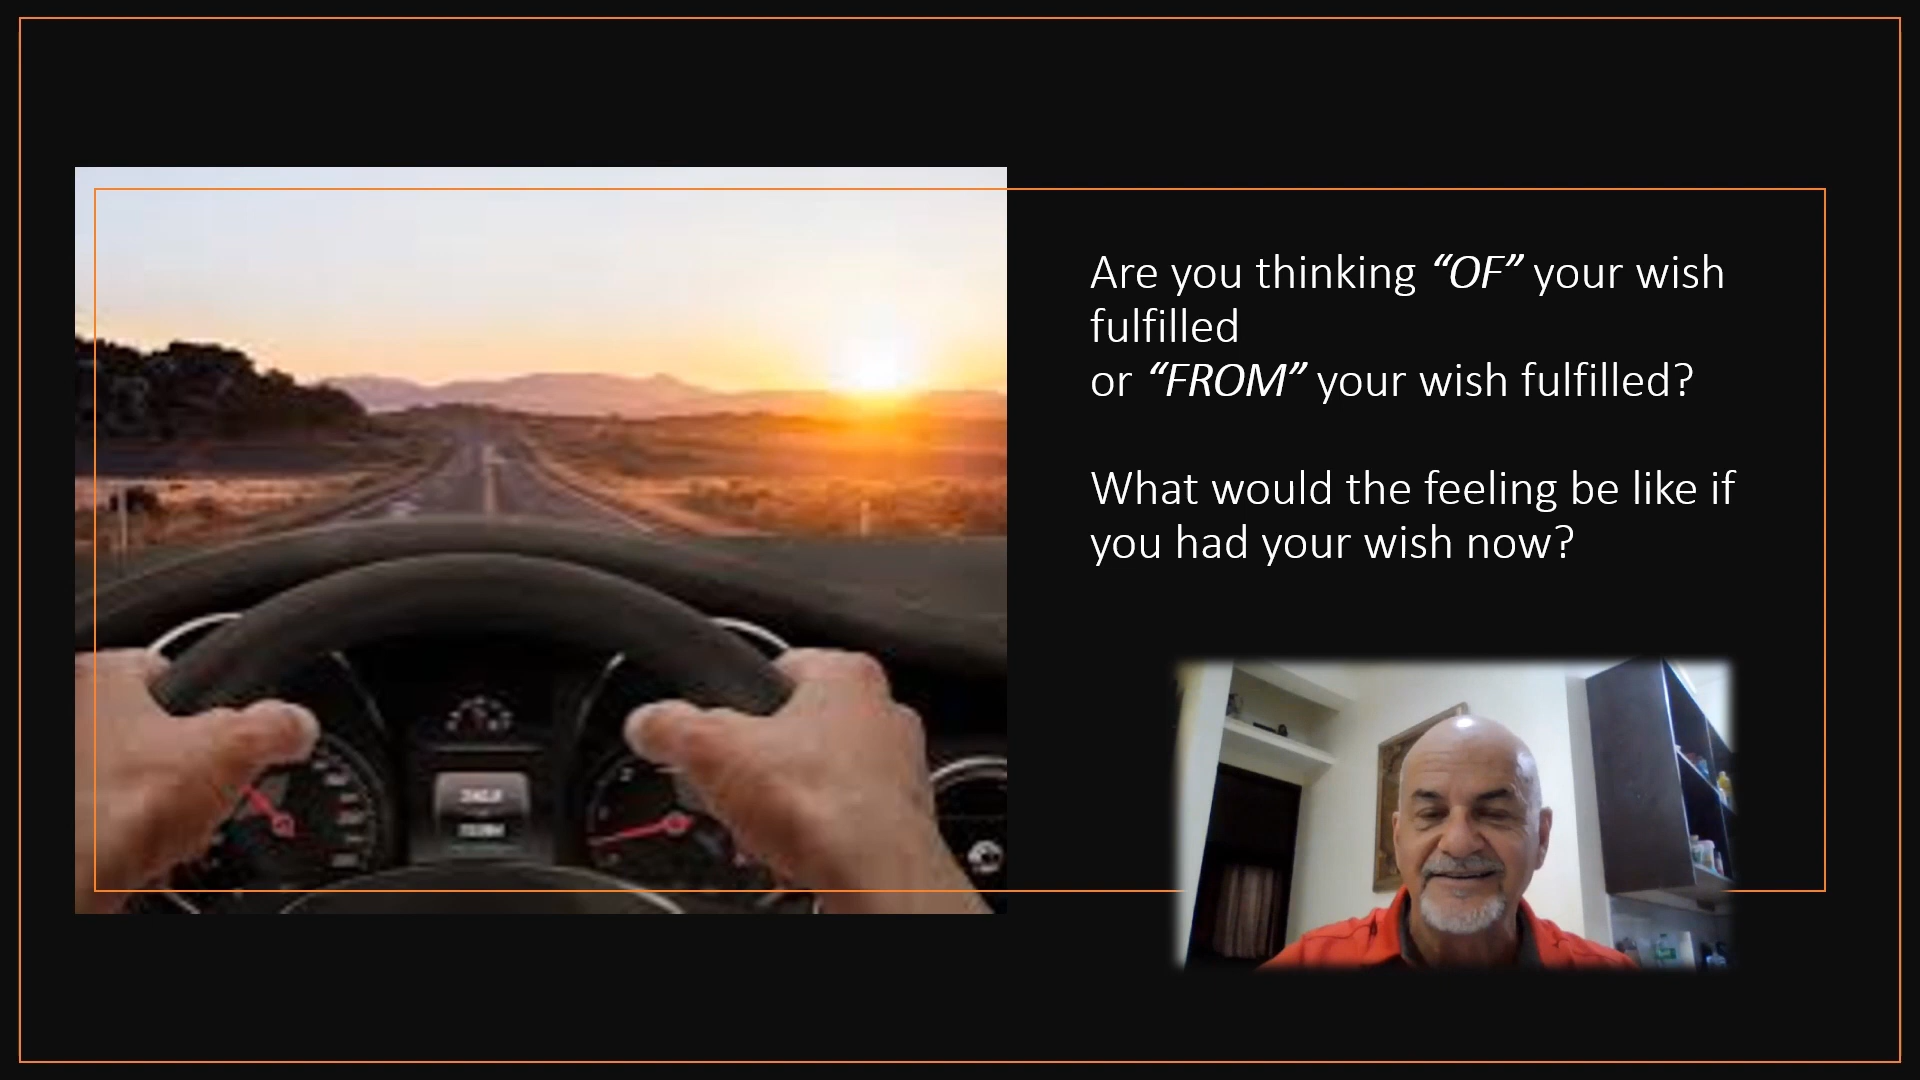 Are you thinking “OF” your wish
fulfilled
or “FROM” your wish fulfilled?
What would the feeling be like if
you had your wish now?